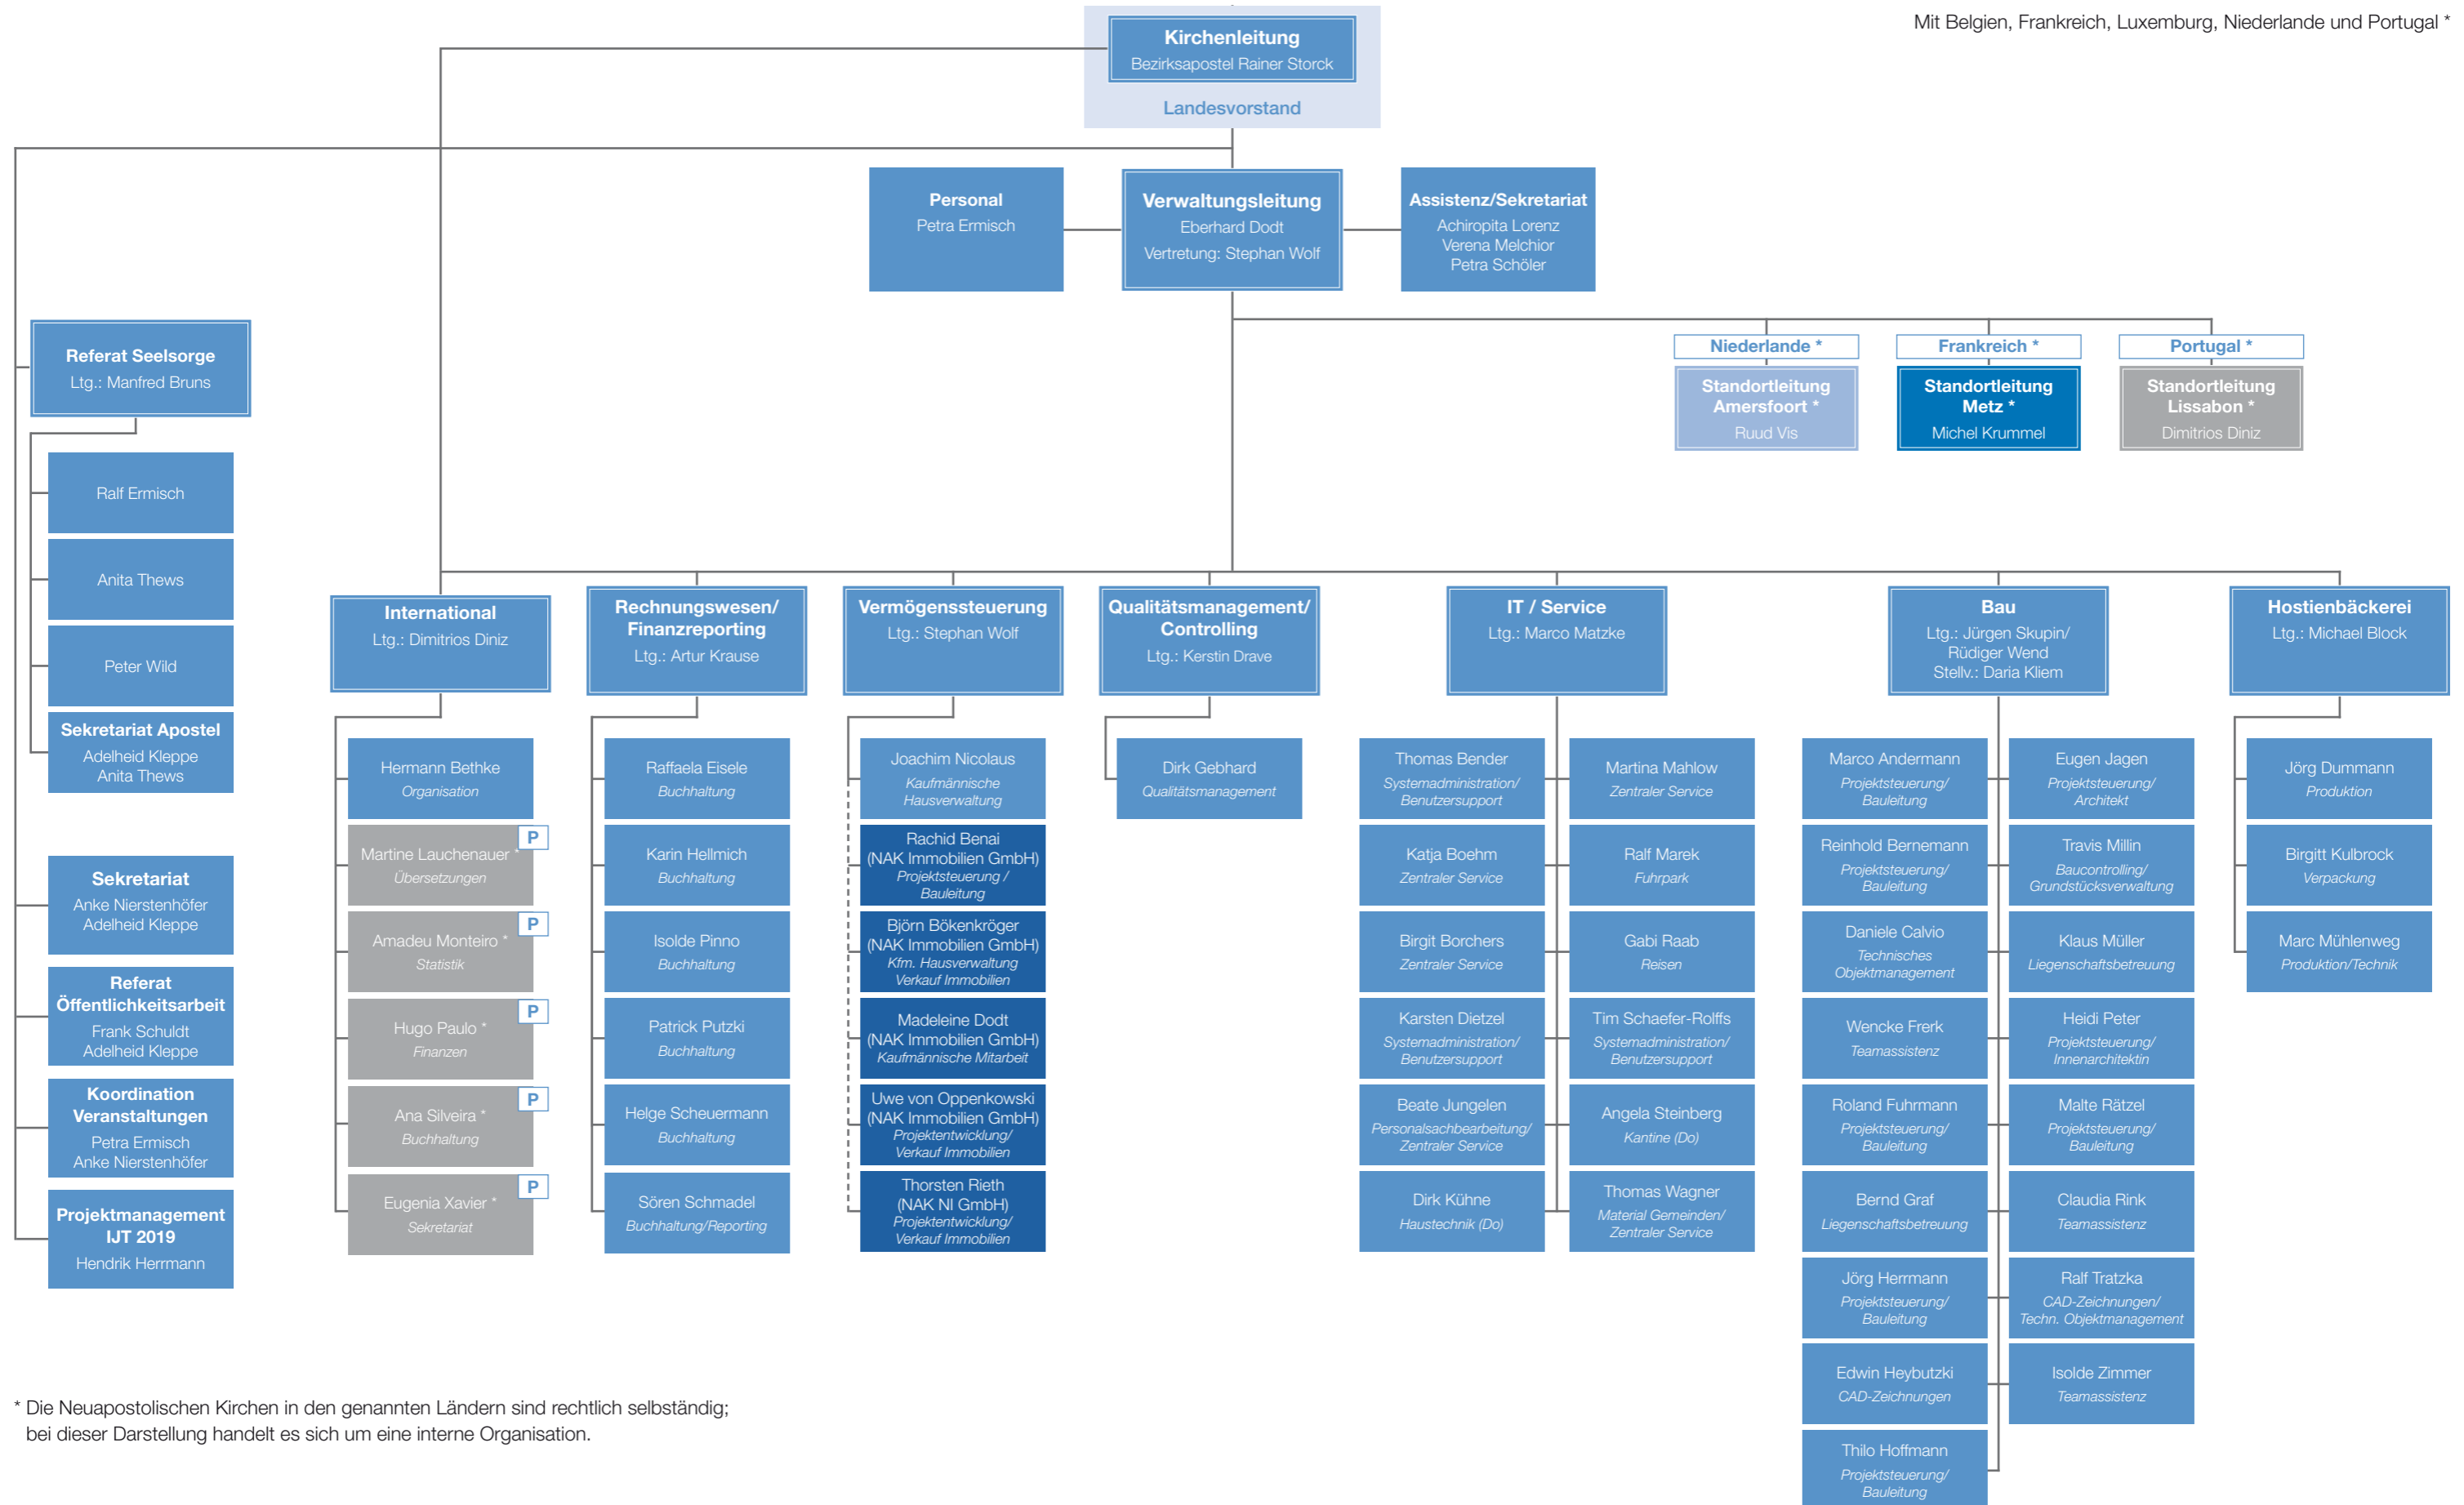 Mit Belgien, Frankreich, Luxemburg, Niederlande und Portugal *
Kirchenleitung
Bezirksapostel Rainer Storck
Landesvorstand
Personal
Petra Ermisch
Verwaltungsleitung
Eberhard Dodt
Vertretung: Stephan Wolf
Assistenz/Sekretariat
Achiropita Lorenz
Verena Melchior
Petra Schöler
Niederlande *
Standortleitung
Amersfoort *
Ruud Vis
Frankreich *
Standortleitung
Metz *
Michel Krummel
Portugal *
Standortleitung
Lissabon *
Dimitrios Diniz
Referat Seelsorge
Ltg.: Manfred Bruns
Ralf Ermisch
Anita Thews
Peter Wild
Sekretariat Apostel
Adelheid Kleppe
Anita Thews
Sekretariat
Anke Nierstenhöfer
Adelheid Kleppe
Referat
Öffentlichkeitsarbeit
Frank Schuldt
Adelheid Kleppe
Koordination
Veranstaltungen
Petra Ermisch
Anke Nierstenhöfer
Projektmanagement
IJT 2019
Hendrik Herrmann
International
Ltg.: Dimitrios Diniz
Hermann Bethke
Organisation
P
Martine Lauchenauer *
Übersetzungen
P
Amadeu Monteiro *
Statistik
P
Hugo Paulo *
Finanzen
P
Ana Silveira *
Buchhaltung
P
Eugenia Xavier *
Sekretariat
Rechnungswesen/
Finanzreporting
Ltg.: Artur Krause
Raffaela Eisele
Buchhaltung
Karin Hellmich
Buchhaltung
Isolde Pinno
Buchhaltung
Patrick Putzki
Buchhaltung
Helge Scheuermann
Buchhaltung
Sören Schmadel
Buchhaltung/Reporting
Vermögenssteuerung
Ltg.: Stephan Wolf
Joachim Nicolaus
Kaufmännische
Hausverwaltung
Rachid Benai
(NAK Immobilien GmbH)
Projektsteuerung /
Bauleitung
Björn Bökenkröger
(NAK Immobilien GmbH)
Kfm. Hausverwaltung
Verkauf Immobilien
Madeleine Dodt
(NAK Immobilien GmbH)
Kaufmännische Mitarbeit
Uwe von Oppenkowski
(NAK Immobilien GmbH)
Projektentwicklung/
Verkauf Immobilien
Thorsten Rieth
(NAK NI GmbH)
Projektentwicklung/
Verkauf Immobilien
Qualitätsmanagement/
Controlling
Ltg.: Kerstin Drave
Dirk Gebhard
Qualitätsmanagement
IT / Service
Ltg.: Marco Matzke
Thomas Bender
Systemadministration/
Benutzersupport
Katja Boehm
Zentraler Service
Birgit Borchers
Zentraler Service
Karsten Dietzel
Systemadministration/
Benutzersupport
Beate Jungelen
Personalsachbearbeitung/
Zentraler Service
Dirk Kühne
Haustechnik (Do)
Martina Mahlow
Zentraler Service
Ralf Marek
Fuhrpark
Gabi Raab
Reisen
Tim Schaefer-Rolffs
Systemadministration/
Benutzersupport
Angela Steinberg
Kantine (Do)
Thomas Wagner
Material Gemeinden/
Zentraler Service
Bau
Ltg.: Jürgen Skupin/
Rüdiger Wend
Stellv.: Daria Kliem
Marco Andermann
Projektsteuerung/
Bauleitung
Reinhold Bernemann
Projektsteuerung/
Bauleitung
Daniele Calvio
Technisches
Objektmanagement
Wencke Frerk
Teamassistenz
Roland Fuhrmann
Projektsteuerung/
Bauleitung
Bernd Graf
Liegenschaftsbetreuung
Jörg Herrmann
Projektsteuerung/
Bauleitung
Edwin Heybutzki
CAD-Zeichnungen
Thilo Hoffmann
Projektsteuerung/
Bauleitung
Eugen Jagen
Projektsteuerung/
Architekt
Travis Millin
Baucontrolling/
Grundstücksverwaltung
Klaus Müller
Liegenschaftsbetreuung
Heidi Peter
Projektsteuerung/
Innenarchitektin
Malte Rätzel
Projektsteuerung/
Bauleitung
Claudia Rink
Teamassistenz
Ralf Tratzka
CAD-Zeichnungen/
Techn. Objektmanagement
Isolde Zimmer
Teamassistenz
Hostienbäckerei
Ltg.: Michael Block
Jörg Dummann
Produktion
Birgitt Kulbrock
Verpackung
Marc Mühlenweg
Produktion/Technik
* Die Neuapostolischen Kirchen in den genannten Ländern sind rechtlich selbständig;
bei dieser Darstellung handelt es sich um eine interne Organisation.